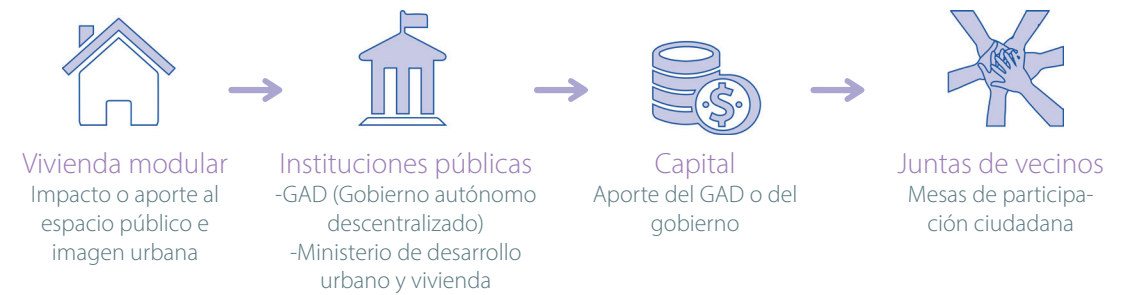 Vivienda modular
Impacto o aporte al
espacio público e
imagen urbana
Instituciones públicas
-GAD (Gobierno autónomo
descentralizado)
-Ministerio de desarrollo
urbano y vivienda
Capital
Aporte del GAD o del
gobierno
Juntas de vecinos
Mesas de participa-
ción ciudadana